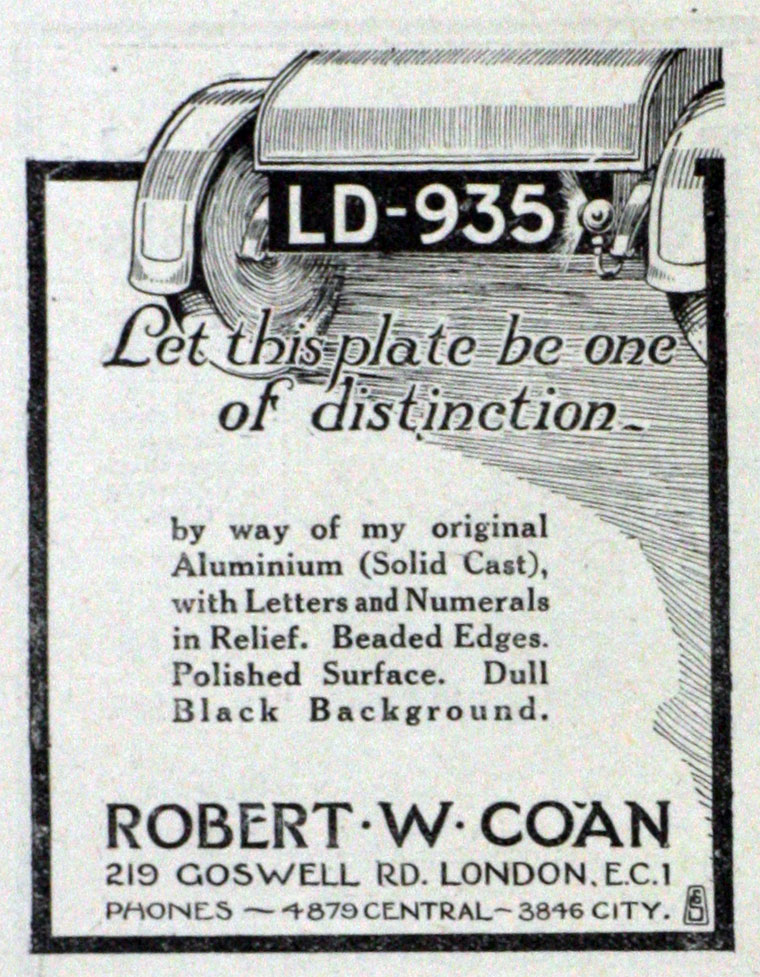 LD-935
Let this plate be one
of distinction~
by way of my original
Aluminium (Solid Cast),
with Letters and Numerals
in Relief. Beaded Edges.
Polished Surface. Dull
Black Background.
ROBERT·W·COAN
219 GOSWELL RD. LONDON, E.C.1
PHONES ~ 4879 CENTRAL ~ 3846 CITY.